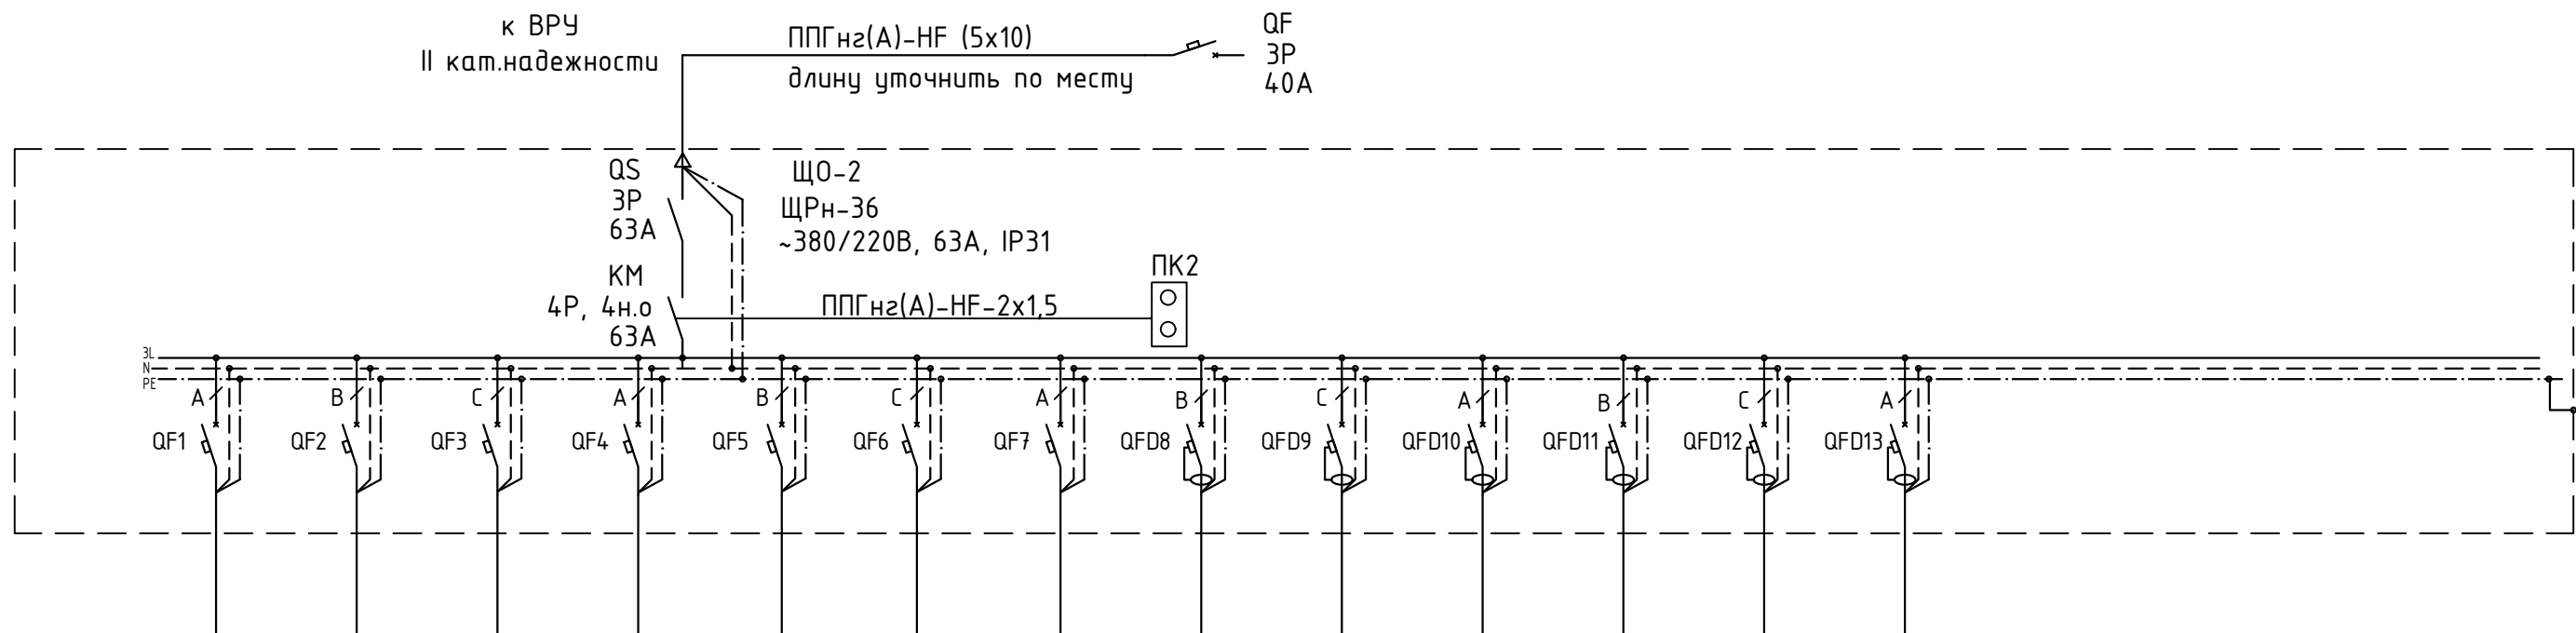 к ВРУ
II кат.надежности
ППГнг(А)-HF (5х10)
длину уточнить по месту
QF
3P
40А
QS
3P
63А
ЩО-2
ЩРн-36
~380/220В, 63А, IP31
КМ
4Р, 4н.о
63А
ППГнг(А)-HF-2х1,5
ПК2
3L
N
PE
A B C A B C A B C A B C A
QF1 QF2 QF3 QF4 QF5 QF6 QF7 QFD8 QFD9 QFD10 QFD11 QFD12 QFD13